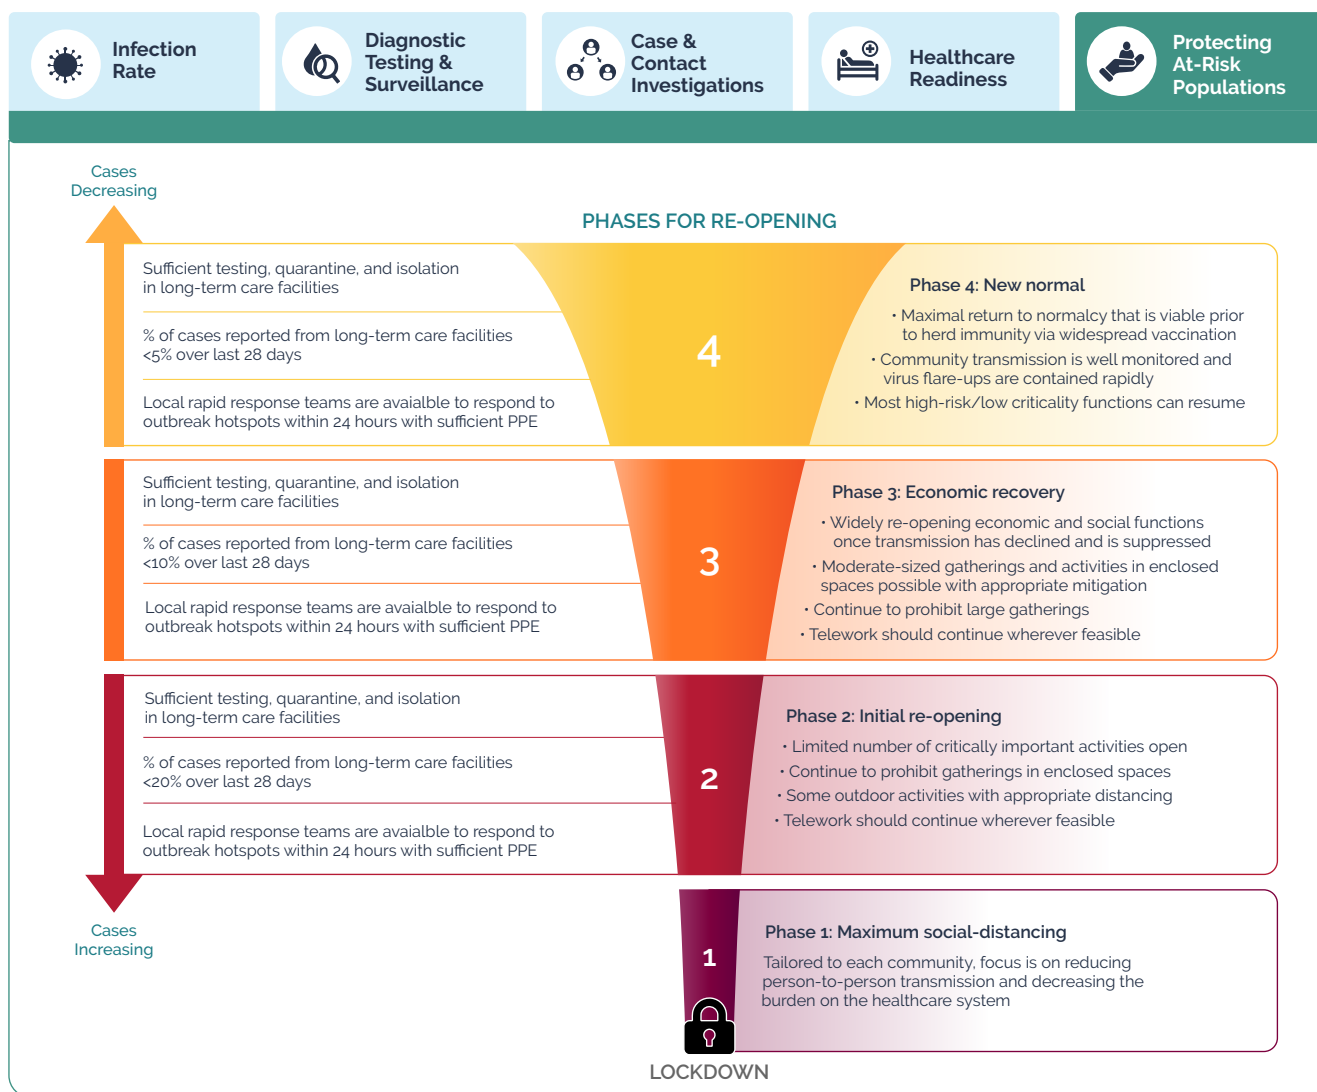 Infection
Rate
Diagnostic
Testing &
Surveillance
Case &
Contact
Investigations
Healthcare
Readiness
Protecting
At-Risk
Populations
Cases
Decreasing
PHASES FOR RE-OPENING
Sufficient testing, quarantine, and isolation
in long-term care facilities
% of cases reported from long-term care facilities
<5% over last 28 days
Local rapid response teams are avaialble to respond to
outbreak hotspots within 24 hours with sufficient PPE
4
Phase 4: New normal
• Maximal return to normalcy that is viable prior
to herd immunity via widespread vaccination
• Community transmission is well monitored and
virus flare-ups are contained rapidly
• Most high-risk/low criticality functions can resume
Sufficient testing, quarantine, and isolation
in long-term care facilities
% of cases reported from long-term care facilities
<10% over last 28 days
Local rapid response teams are avaialble to respond to
outbreak hotspots within 24 hours with sufficient PPE
3
Phase 3: Economic recovery
• Widely re-opening economic and social functions
once transmission has declined and is suppressed
• Moderate-sized gatherings and activities in enclosed
spaces possible with appropriate mitigation
• Continue to prohibit large gatherings
• Telework should continue wherever feasible
Sufficient testing, quarantine, and isolation
in long-term care facilities
% of cases reported from long-term care facilities
<20% over last 28 days
Local rapid response teams are avaialble to respond to
outbreak hotspots within 24 hours with sufficient PPE
2
Phase 2: Initial re-opening
• Limited number of critically important activities open
• Continue to prohibit gatherings in enclosed spaces
• Some outdoor activities with appropriate distancing
• Telework should continue wherever feasible
Cases
Increasing
1
Phase 1: Maximum social-distancing
Tailored to each community, focus is on reducing
person-to-person transmission and decreasing the
burden on the healthcare system
LOCKDOWN